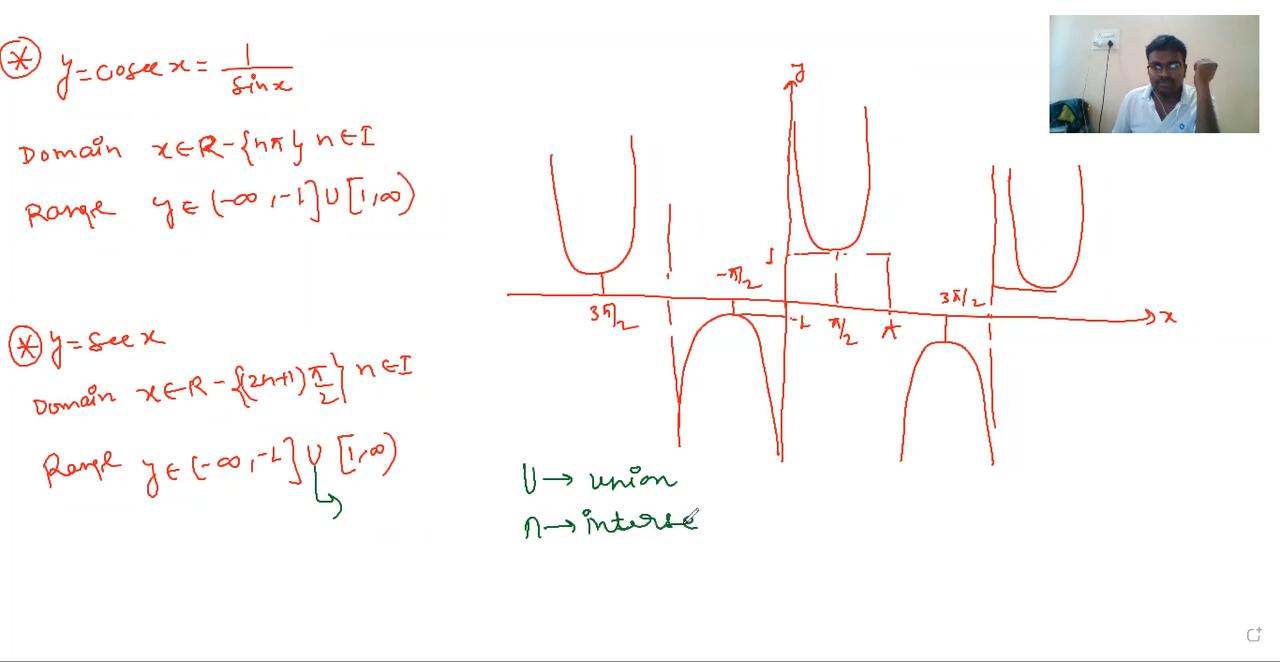 * y=cosec x = 1/sinx
Domain x∈R-{nπ} n∈I
Range y∈(-∞,-1]U[1,∞)
* y=sec x
Domain x∈R-{(2n+1)π/2} n∈I
Range y∈(-∞,-1]U[1,∞)
y
1
-π/2
3π/2
3π/2
-1
π/2
π
x
U→union
∩→interse